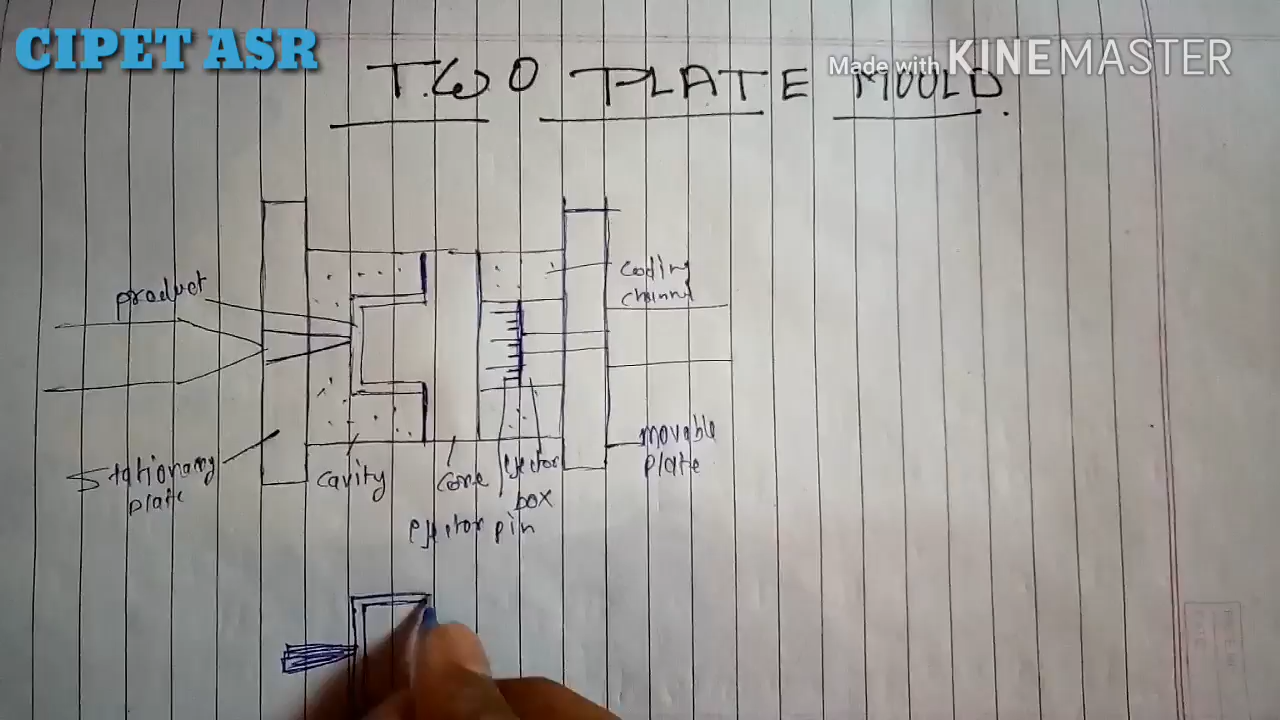 CIPET ASR
Made with KINEMASTER
TWO PLATE MOULD.
product
cooling
channel
Stationary
plate
cavity
core
Ejector
box
ejector pin
movable
plate